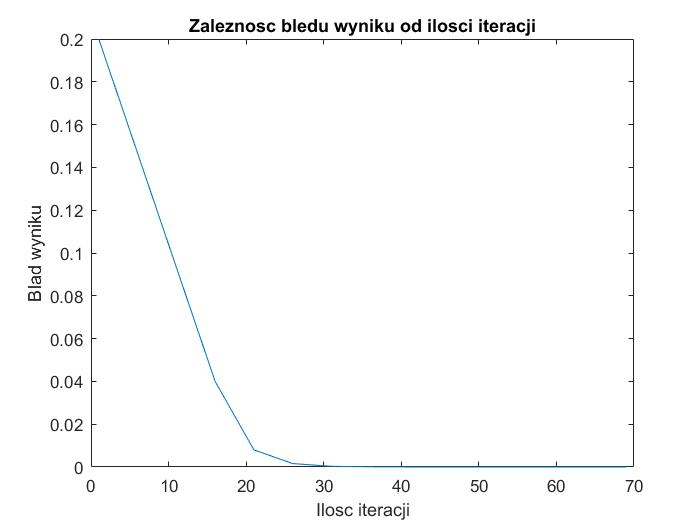 Zaleznosc bledu wyniku od ilosci iteracji
0.2
0.18
0.16
0.14
0.12
0.1
0.08
0.06
0.04
0.02
0
Blad wyniku
0 10 20 30 40 50 60 70
Ilosc iteracji